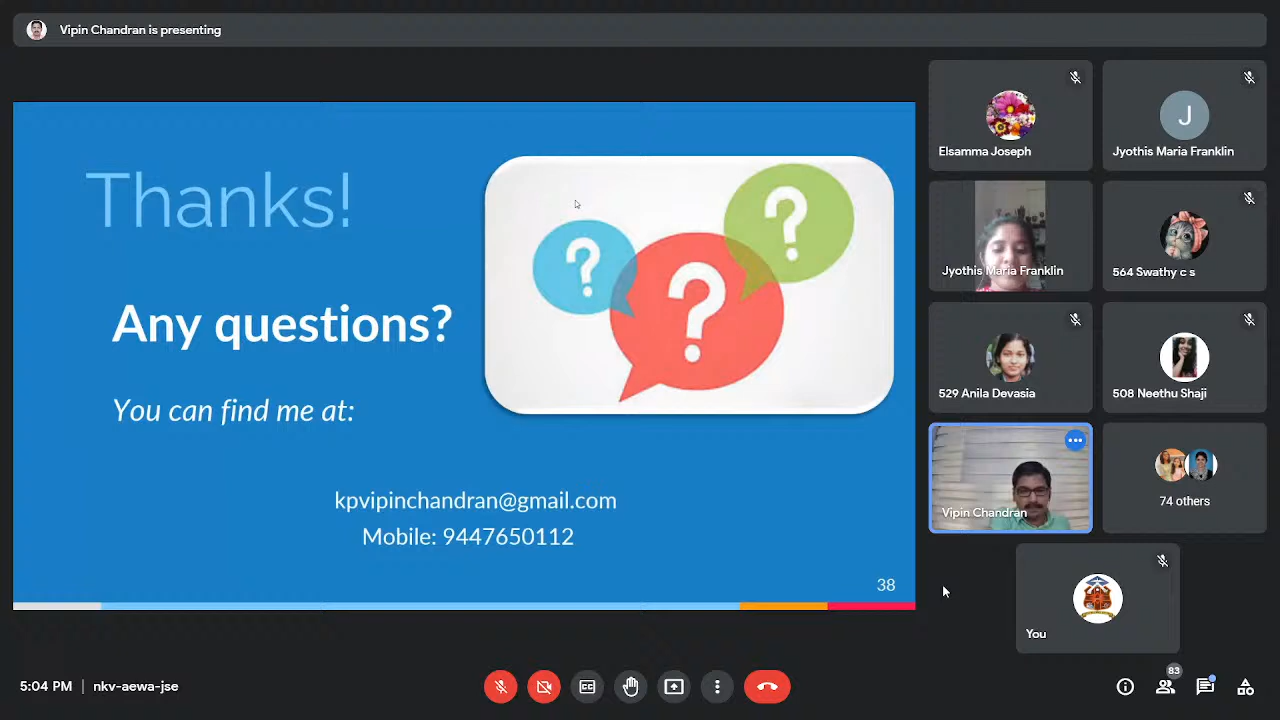 Vipin Chandran is presenting
Thanks!
Any questions?
You can find me at:
kpvipinchandran@gmail.com
Mobile: 9447650112
38
? ? ?
Elsamma Joseph
J
Jyothis Maria Franklin
Jyothis Maria Franklin
564 Swathy c s
529 Anila Devasia
508 Neethu Shaji
Vipin Chandran
74 others
You
5:04 PM | nkv-aewa-jse
CC
83